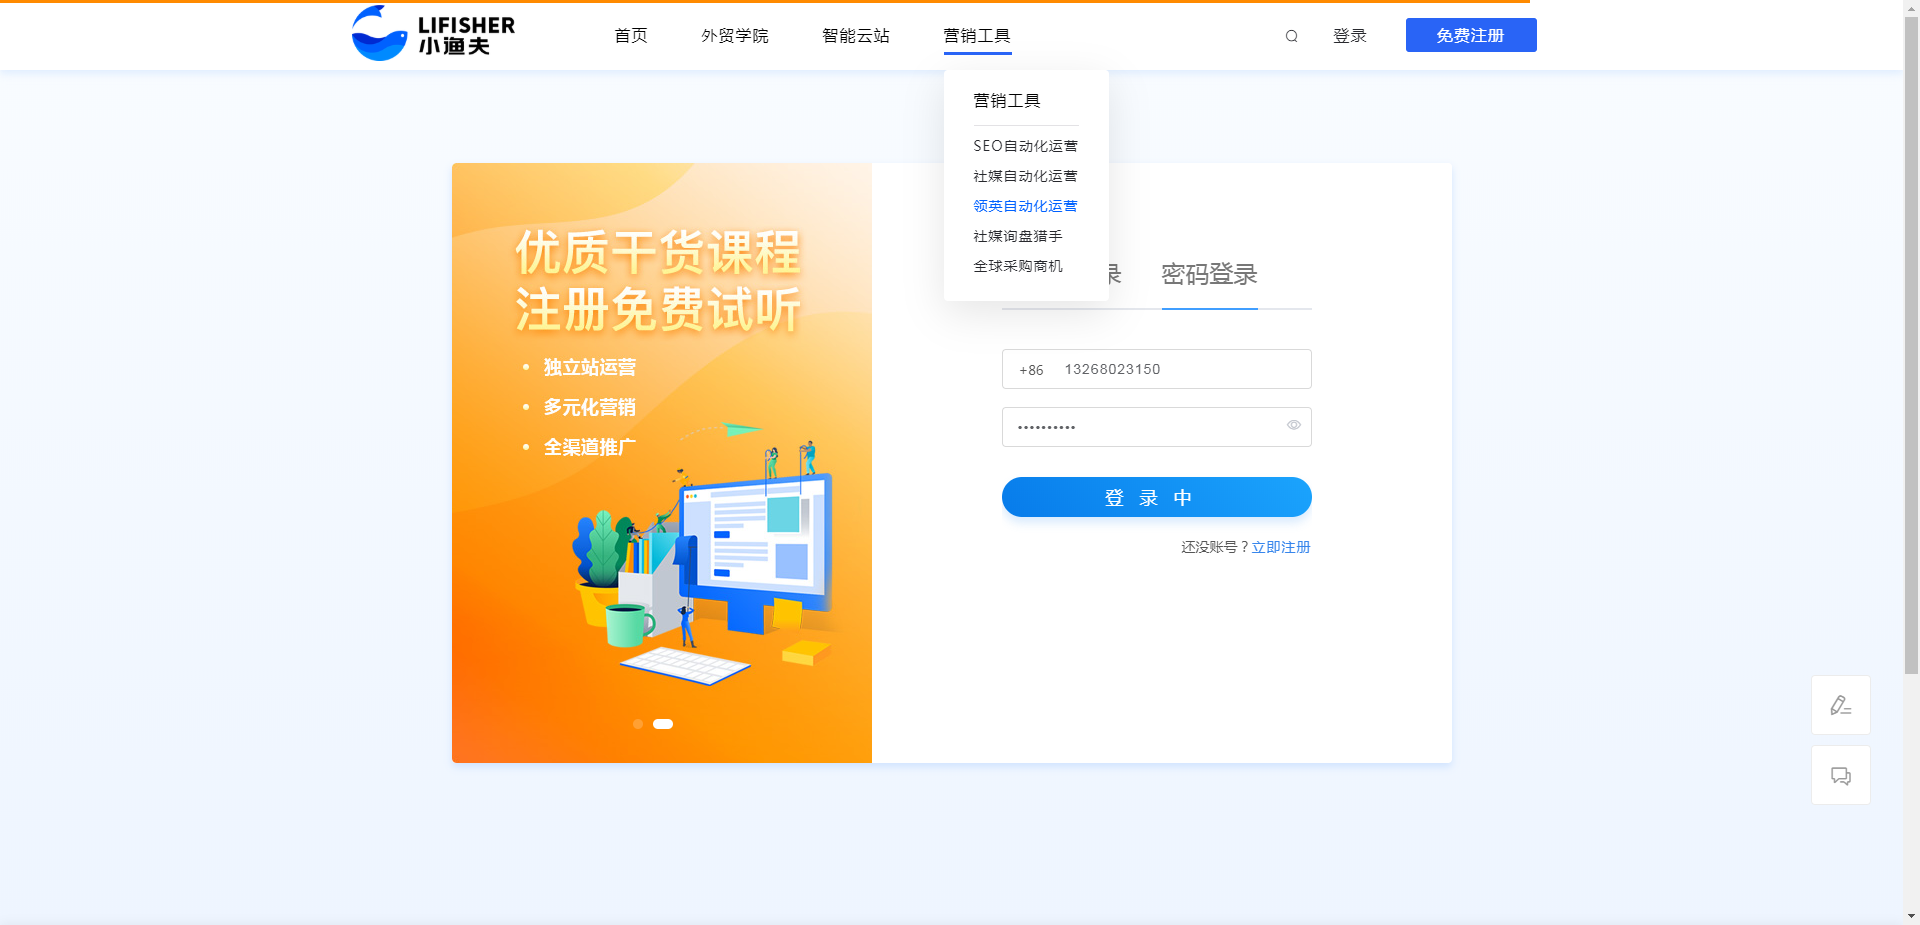 LIFISHER
小渔夫
首页
外贸学院
智能云站
营销工具
登录
免费注册
营销工具
SEO自动化运营
社媒自动化运营
领英自动化运营
社媒询盘猎手
全球采购商机
优质干货课程
注册免费试听
• 独立站运营
• 多元化营销
• 全渠道推广
录
密码登录
+86 13268023150
••••••••••
登 录 中
还没账号？立即注册